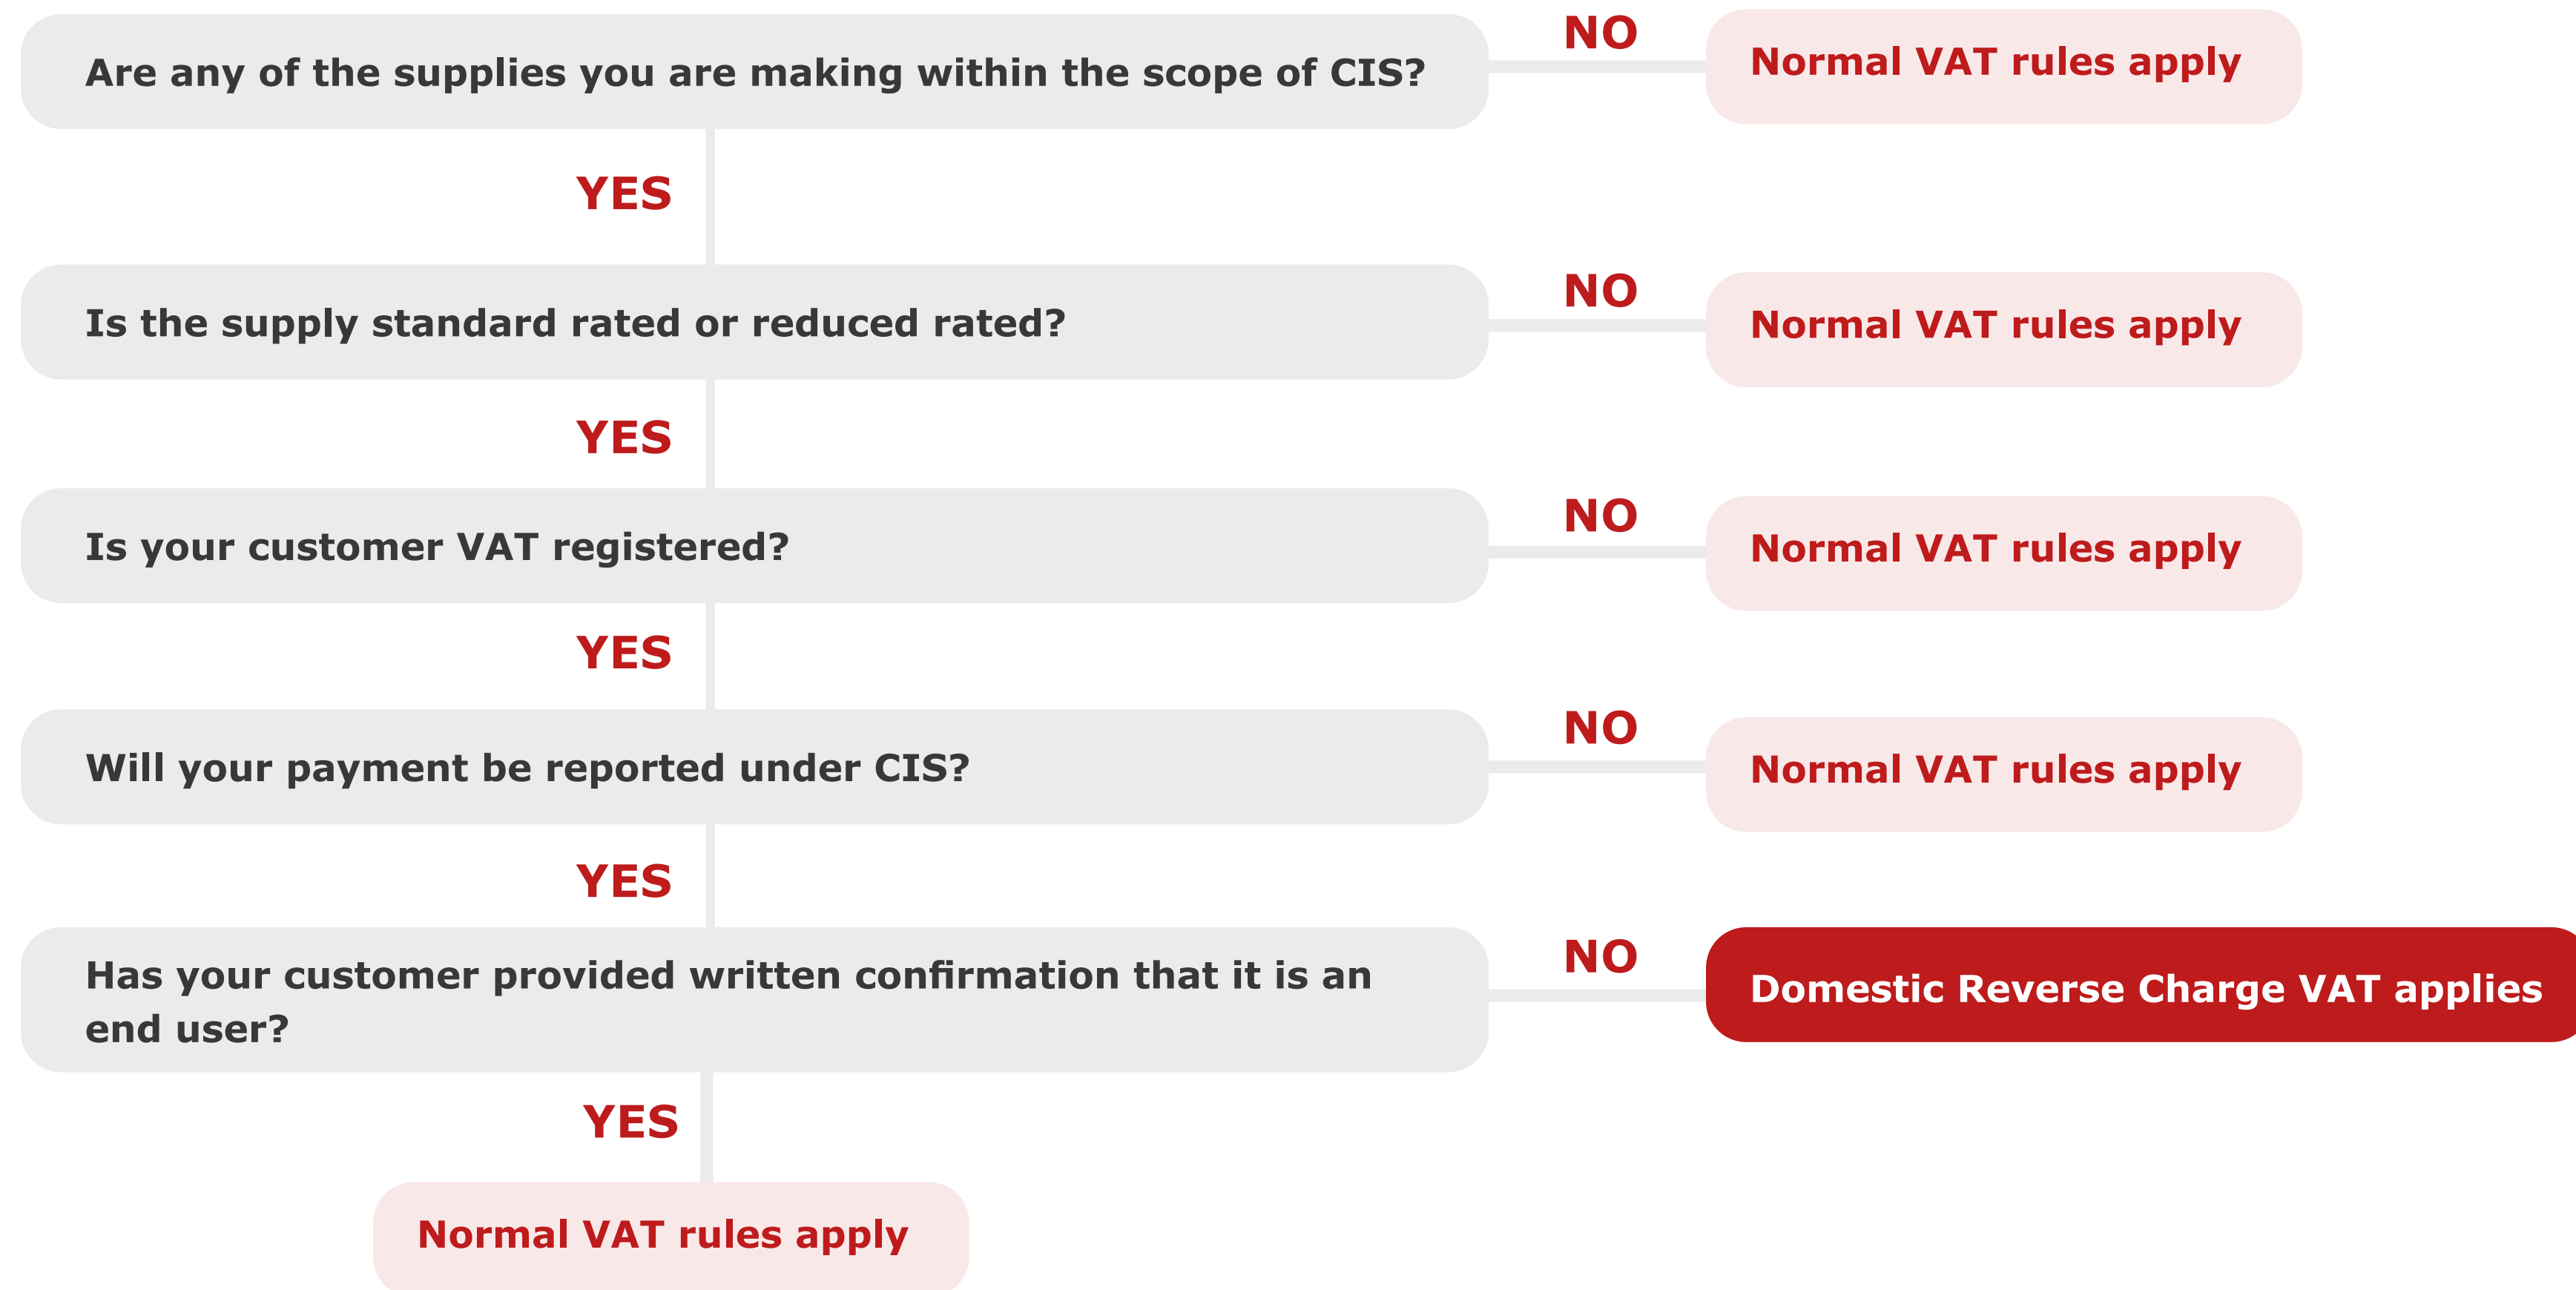 Are any of the supplies you are making within the scope of CIS?
NO
Normal VAT rules apply
YES
Is the supply standard rated or reduced rated?
NO
Normal VAT rules apply
YES
Is your customer VAT registered?
NO
Normal VAT rules apply
YES
Will your payment be reported under CIS?
NO
Normal VAT rules apply
YES
Has your customer provided written confirmation that it is an
end user?
NO
Domestic Reverse Charge VAT applies
YES
Normal VAT rules apply